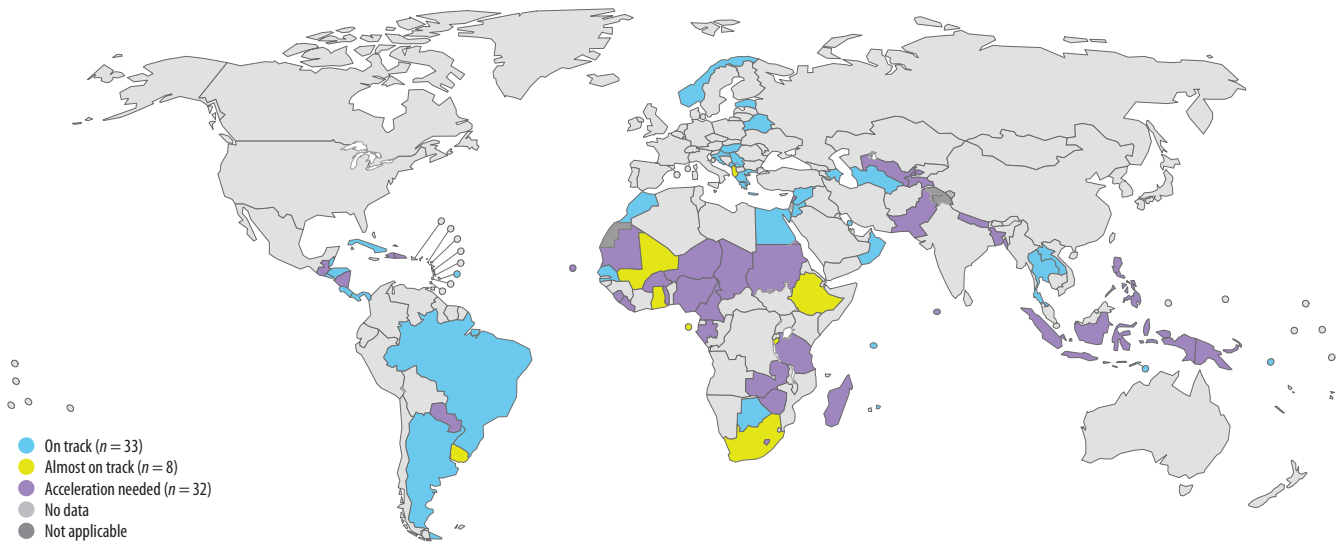 On track (n = 33)
Almost on track (n = 8)
Acceleration needed (n = 32)
No data
Not applicable